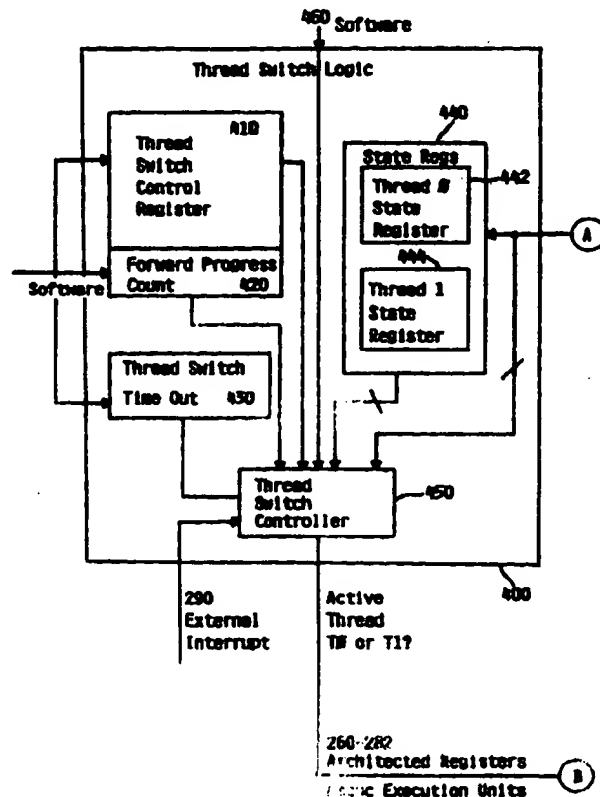 460 Software
Thread Switch Logic
410
Thread
Switch
Control
Register
Forward Progress
Count 420
Software
Thread Switch
Time Out 430
440
State Regs
442
Thread 0
State
Register
444
Thread 1
State
Register
A
Thread
Switch
Controller
450
400
290
External
Interrupt
Active
Thread
T0 or T1?
260-282
Architected Registers
Execution Units
B